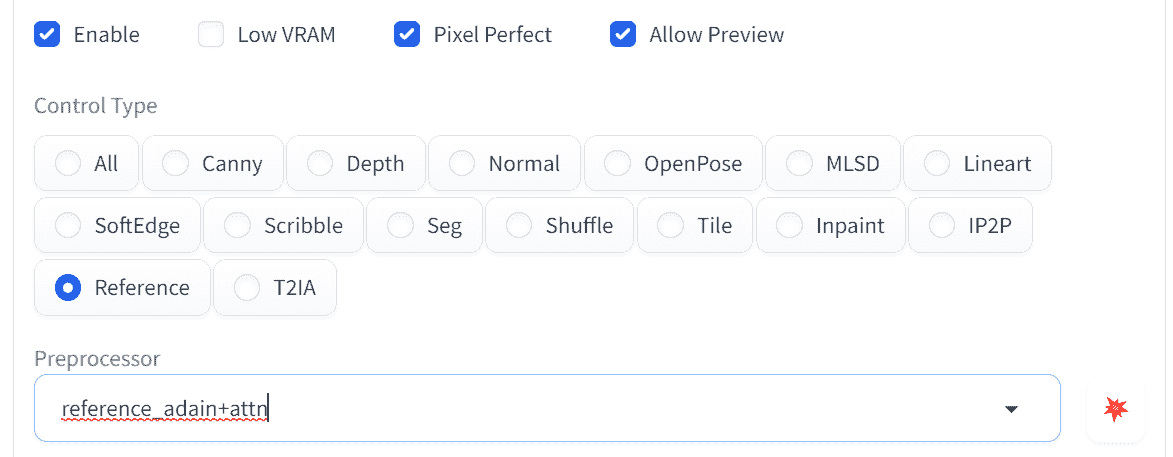 Enable Low VRAM Pixel Perfect Allow Preview
Control Type
All Canny Depth Normal OpenPose MLSD Lineart
SoftEdge Scribble Seg Shuffle Tile Inpaint IP2P
Reference T2IA
Preprocessor
reference_adain+attn